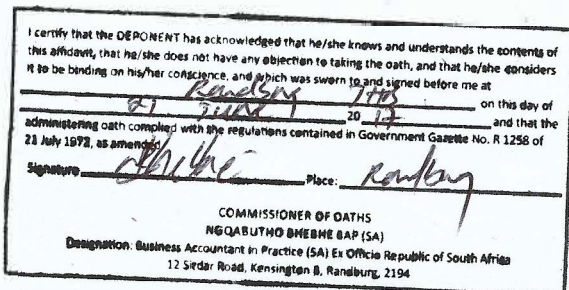 I certify that the DEPONENT has acknowledged that he/she knows and understands the contents of
this affidavit, that he/she does not have any objection to taking the oath, and that he/she considers
it to be binding on his/her conscience, and which was sworn to and signed before me at
Randburg on this day of
21 June 2017 and that the
administering oath complied with the regulations contained in Government Gazette No. R 1258 of
21 July 1972, as amended
Signature Place: Randburg
COMMISSIONER OF OATHS
NGQABUTHO BHEBHE BAP (SA)
Designation: Business Accountant in Practice (SA) Ex Officio Republic of South Africa
12 Sirdar Road, Kensington B, Randburg, 2194